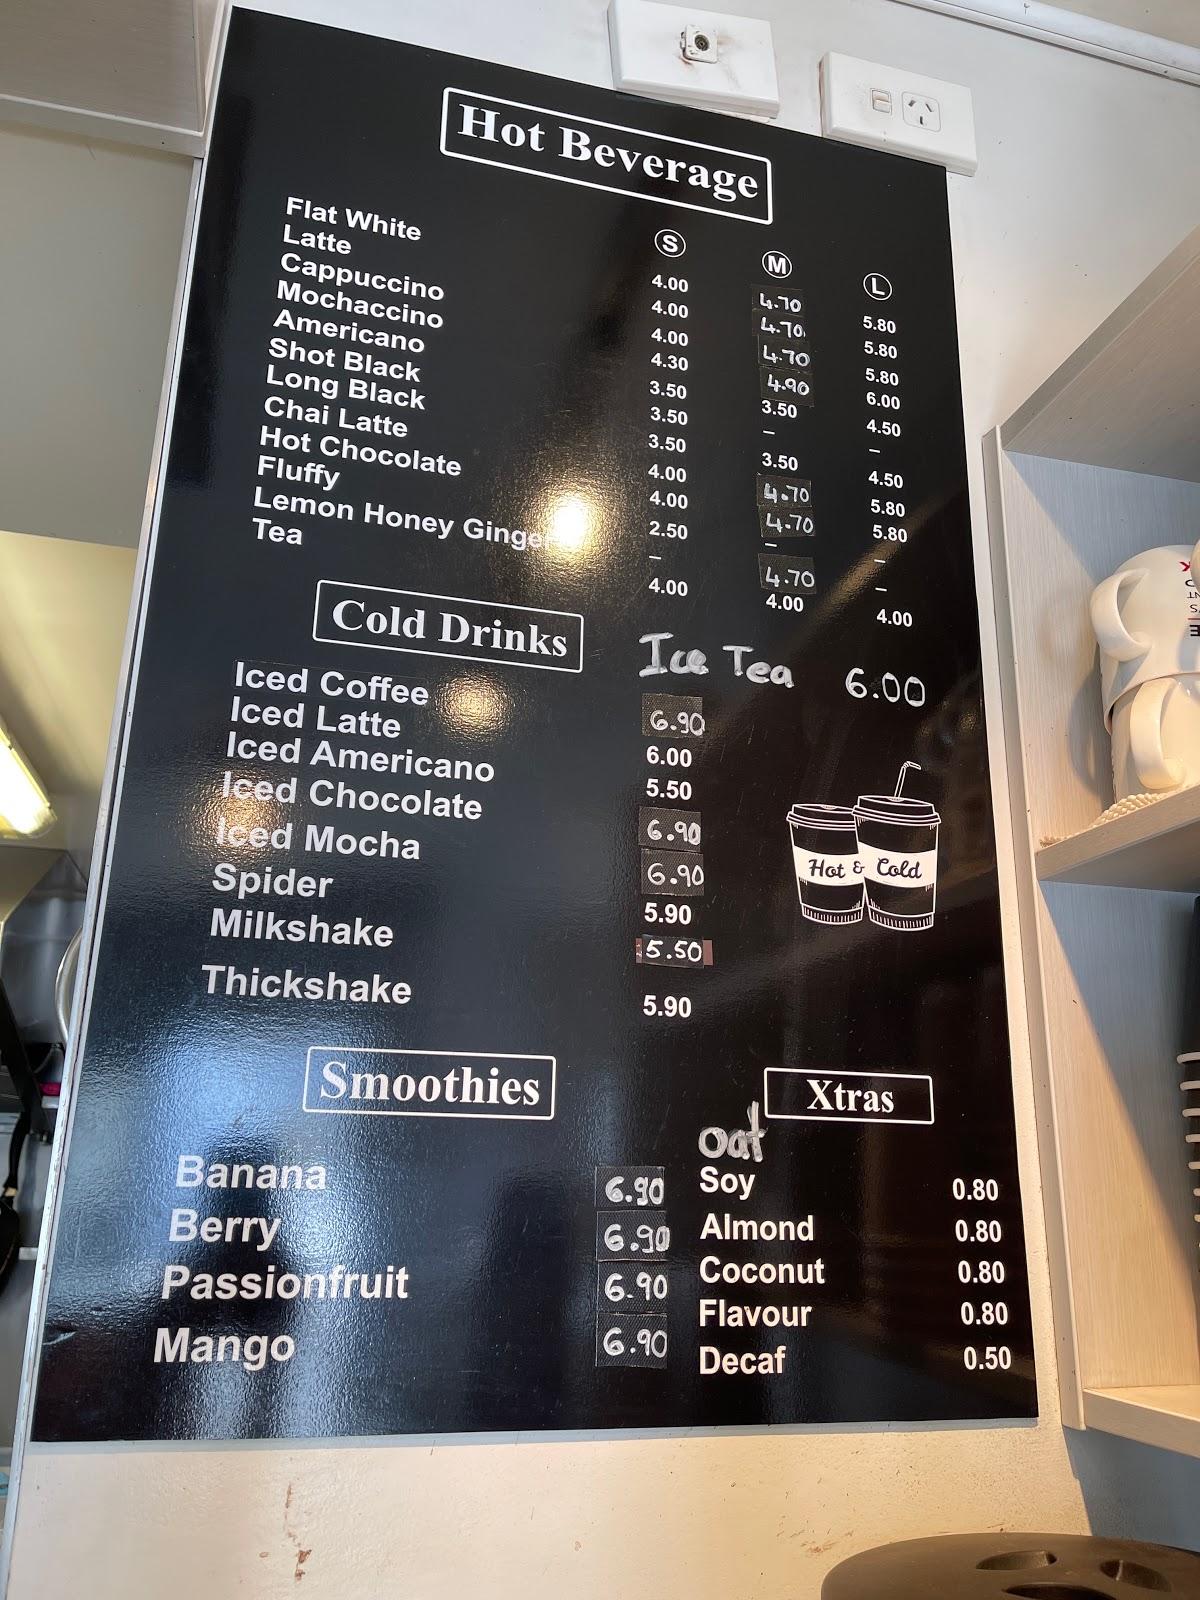 Hot Beverage
S M L
Flat White 4.00 4.70 5.80
Latte 4.00 4.70 5.80
Cappuccino 4.00 4.70 5.80
Mochaccino 4.30 4.90 6.00
Americano 3.50 3.50 4.50
Shot Black 3.50 – –
Long Black 3.50 3.50 4.50
Chai Latte 4.00 4.70 5.80
Hot Chocolate 4.00 4.70 5.80
Fluffy 2.50 – –
Lemon Honey Ginger – 4.70 –
Tea 4.00 4.00 4.00
Cold Drinks
Ice Tea 6.00
Iced Coffee 6.90
Iced Latte 6.00
Iced Americano 5.50
Iced Chocolate 6.90
Iced Mocha 6.90
Spider 5.90
Milkshake 5.50
Thickshake 5.90
Hot & Cold
Smoothies
Banana 6.90
Berry 6.90
Passionfruit 6.90
Mango 6.90
Xtras
oat
Soy 0.80
Almond 0.80
Coconut 0.80
Flavour 0.80
Decaf 0.50